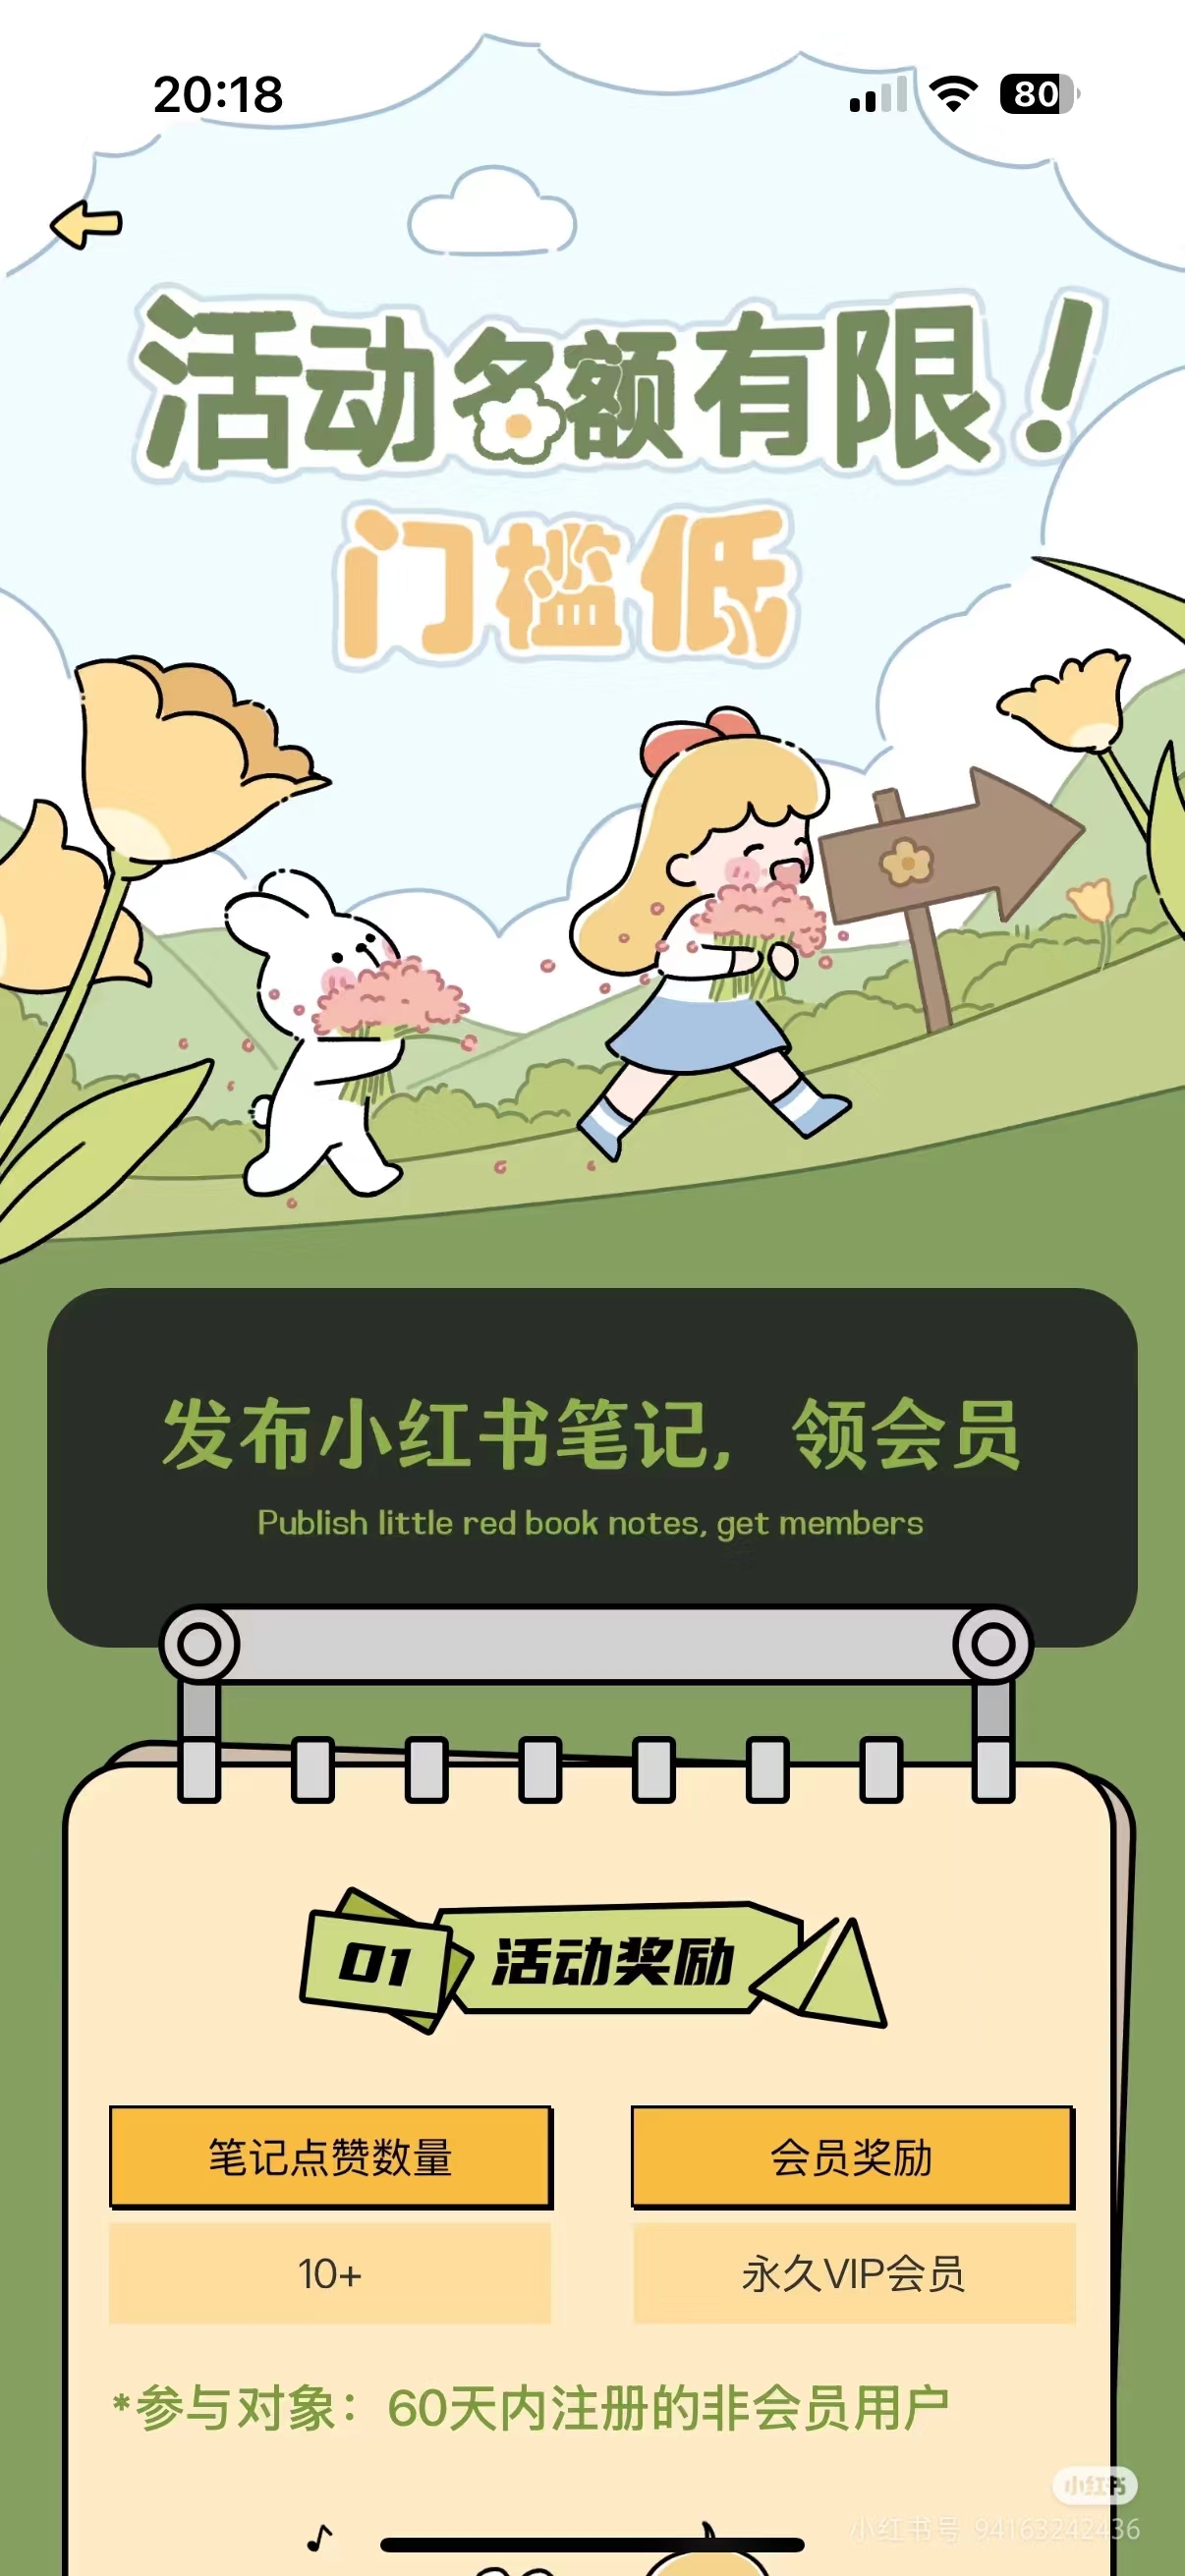 20:18
80
活动名额有限！
门槛低
发布小红书笔记，领会员
Publish little red book notes, get members
01 活动奖励
笔记点赞数量 会员奖励
10+ 永久VIP会员
*参与对象：60天内注册的非会员用户
小红书
小红书号 94163242436